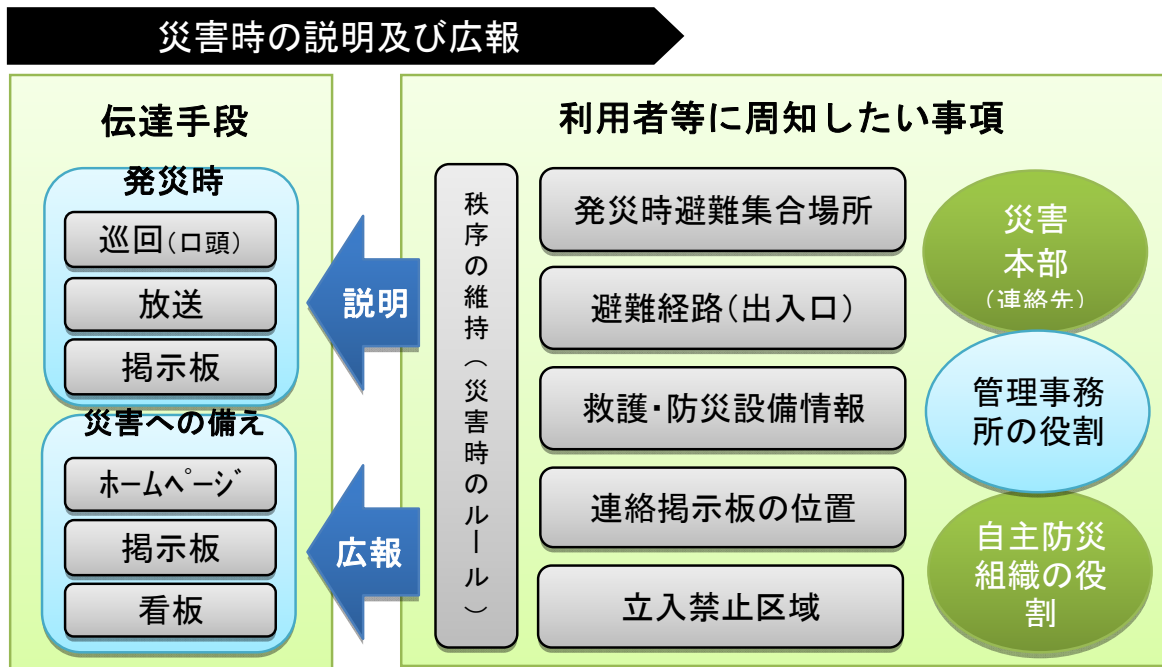 災害時の説明及び広報
伝達手段
発災時
巡回(口頭)
放送
掲示板
災害への備え
ホームページ
掲示板
看板
説明
広報
利用者等に周知したい事項
秩序の維持(災害時のルール)
発災時避難集合場所
避難経路(出入口)
救護・防災設備情報
連絡掲示板の位置
立入禁止区域
災害
本部
(連絡先)
管理事務
所の役割
自主防災
組織の役
割